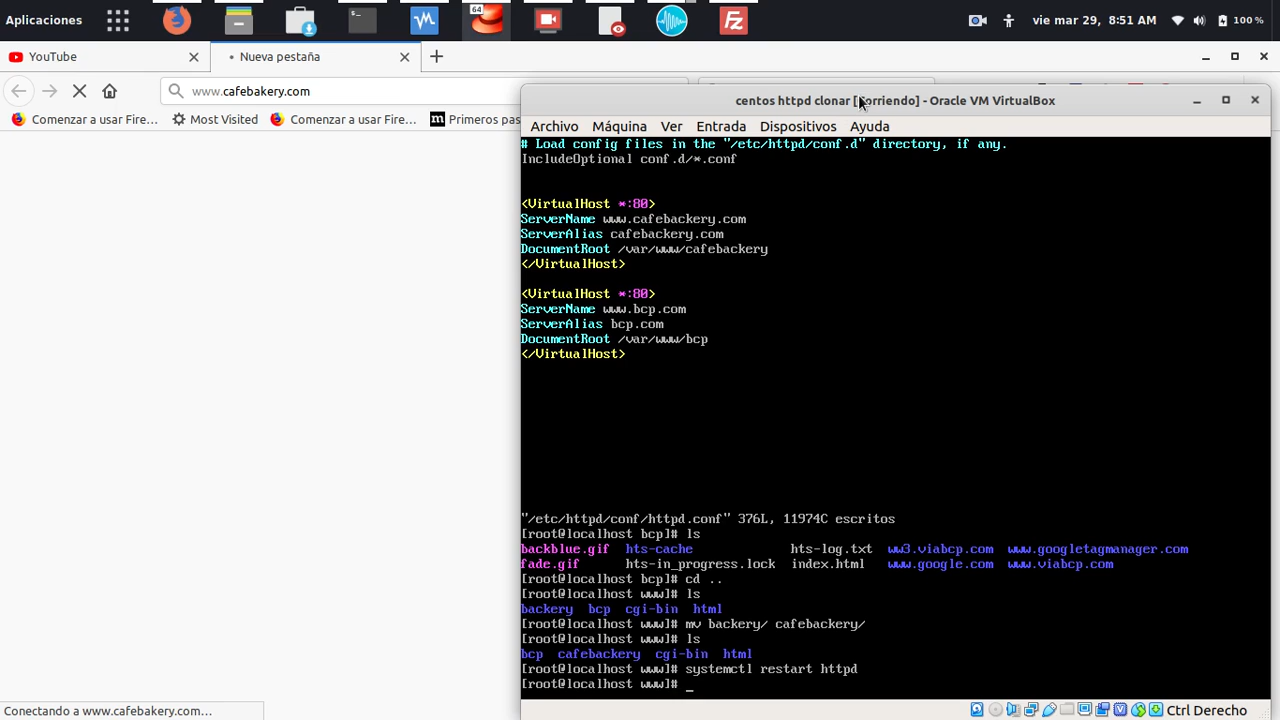 Aplicaciones
64
vie mar 29, 8:51 AM
100 %
YouTube
Nueva pestaña
www.cafebakery.com
Comenzar a usar Fire…
Most Visited
Comenzar a usar Fire…
Primeros pas
centos httpd clonar [Corriendo] - Oracle VM VirtualBox
Archivo Máquina Ver Entrada Dispositivos Ayuda
# Load config files in the "/etc/httpd/conf.d" directory, if any.
IncludeOptional conf.d/*.conf
<VirtualHost *:80>
ServerName www.cafebackery.com
ServerAlias cafebackery.com
DocumentRoot /var/www/cafebackery
</VirtualHost>
<VirtualHost *:80>
ServerName www.bcp.com
ServerAlias bcp.com
DocumentRoot /var/www/bcp
</VirtualHost>
"/etc/httpd/conf/httpd.conf" 376L, 11974C escritos
[root@localhost bcp]# ls
backblue.gif hts-cache hts-log.txt ww3.viabcp.com www.googletagmanager.com
fade.gif hts-in_progress.lock index.html www.google.com www.viabcp.com
[root@localhost bcp]# cd ..
[root@localhost www]# ls
backery bcp cgi-bin html
[root@localhost www]# mv backery/ cafebackery/
[root@localhost www]# ls
bcp cafebackery cgi-bin html
[root@localhost www]# systemctl restart httpd
[root@localhost www]# _
Conectando a www.cafebakery.com…
Ctrl Derecho